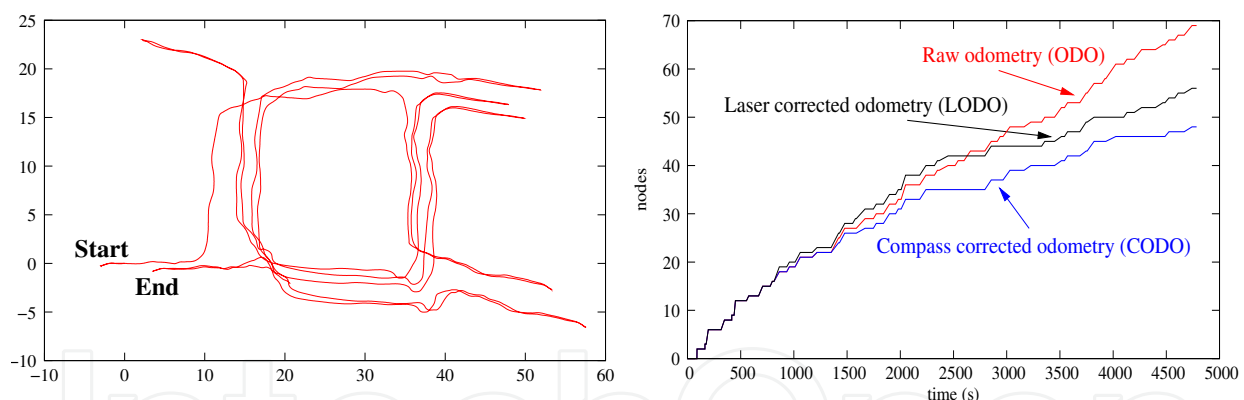 25
20
15
10
5
0
−5
−10
−10 0 10 20 30 40 50 60
Start
End
70
60
50
40
30
20
10
0
nodes
Raw odometry (ODO)
Laser corrected odometry (LODO)
Compass corrected odometry (CODO)
0 500 1000 1500 2000 2500 3000 3500 4000 4500 5000
time (s)